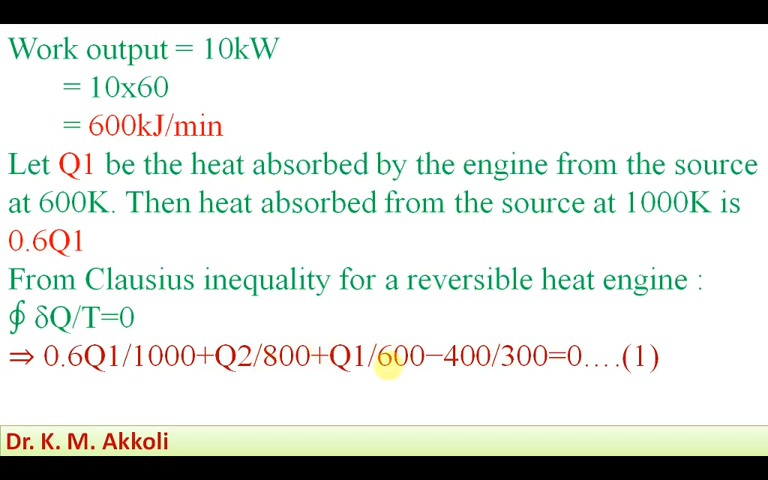 Work output = 10kW
= 10x60
= 600kJ/min
Let Q1 be the heat absorbed by the engine from the source
at 600K. Then heat absorbed from the source at 1000K is
0.6Q1
From Clausius inequality for a reversible heat engine :
∮ δQ/T=0
⇒ 0.6Q1/1000+Q2/800+Q1/600−400/300=0….(1)
Dr. K. M. Akkoli